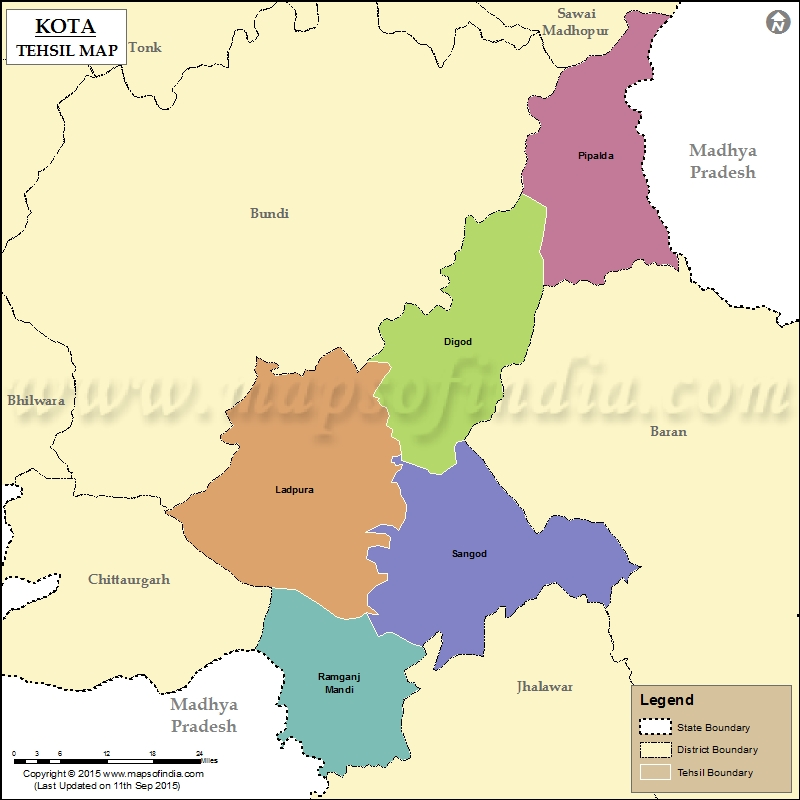 KOTA
TEHSIL MAP
Tonk
Sawai
Madhopur
N
Pipalda
Madhya
Pradesh
Bundi
Digod
www.mapsofindia.com
Bhilwara
Baran
Ladpura
Sangod
Chittaurgarh
Ramganj
Mandi
Jhalawar
Madhya
Pradesh
Legend
State Boundary
District Boundary
Tehsil Boundary
0 3 6 12 18 24
Miles
Copyright © 2015 www.mapsofindia.com
(Last Updated on 11th Sep 2015)